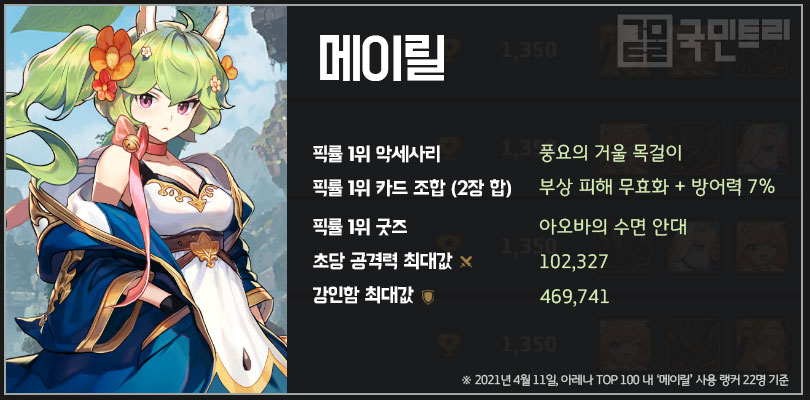 국민트리
메이릴
1,350
픽률 1위 악세사리 풍요의 거울 목걸이
픽률 1위 카드 조합 (2장 합) 부상 피해 무효화 + 방어력 7%
픽률 1위 굿즈 아오바의 수면 안대
초당 공격력 최대값 102,327
강인함 최대값 469,741
1,350
※ 2021년 4월 11일, 아레나 TOP 100 내 ‘메이릴’ 사용 랭커 22명 기준